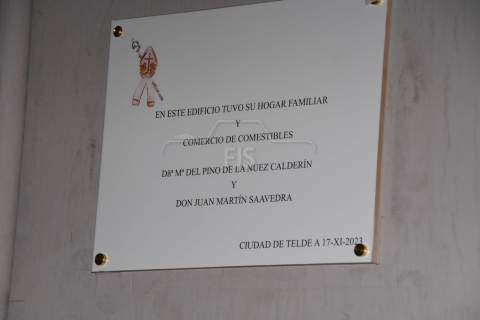 EN ESTE EDIFICIO TUVO SU HOGAR FAMILIAR
Y
COMERCIO DE COMESTIBLES
Dñª Mª DEL PINO DE LA NUEZ CALDERÍN
Y
DON JUAN MARTÍN SAAVEDRA
CIUDAD DE TELDE A 17-XI-2023
FJS